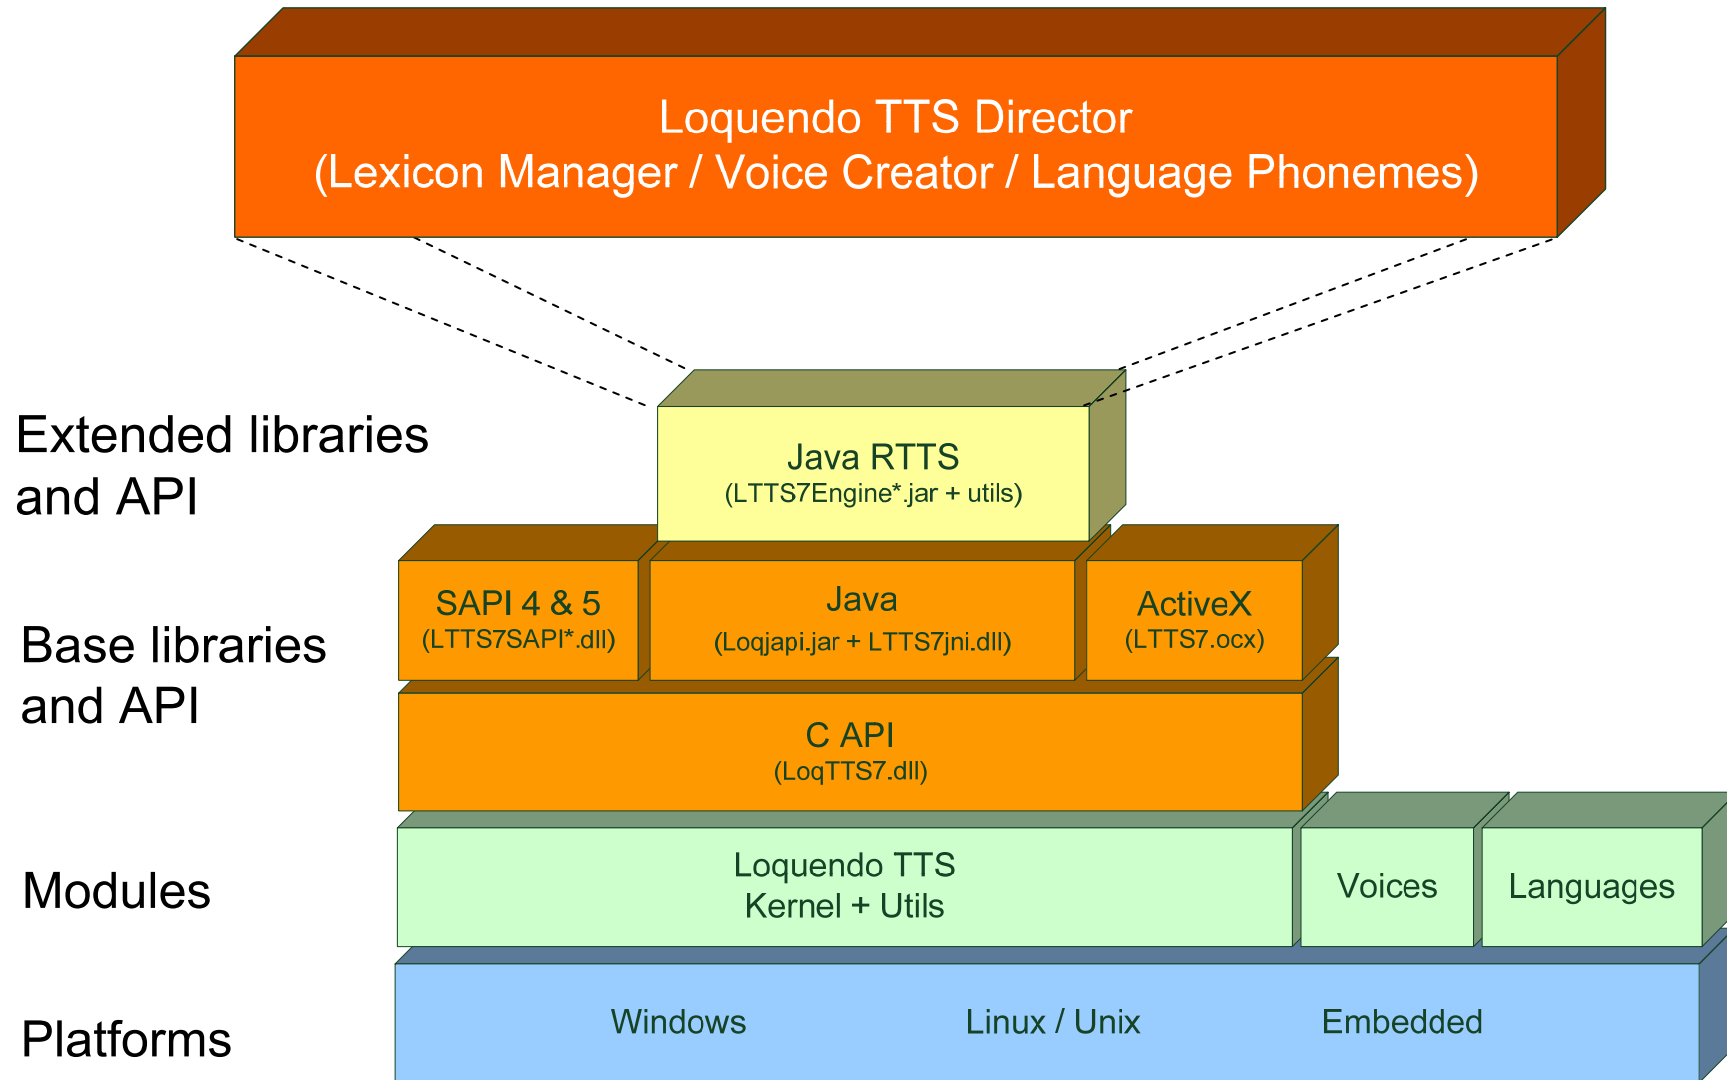 Loquendo TTS Director
(Lexicon Manager / Voice Creator / Language Phonemes)
Extended libraries
and API
Java RTTS
(LTTS7Engine*.jar + utils)
Base libraries
and API
SAPI 4 & 5
(LTTS7SAPI*.dll)
Java
(Loqjapi.jar + LTTS7jni.dll)
ActiveX
(LTTS7.ocx)
C API
(LoqTTS7.dll)
Modules
Loquendo TTS
Kernel + Utils
Voices
Languages
Platforms
Windows
Linux / Unix
Embedded